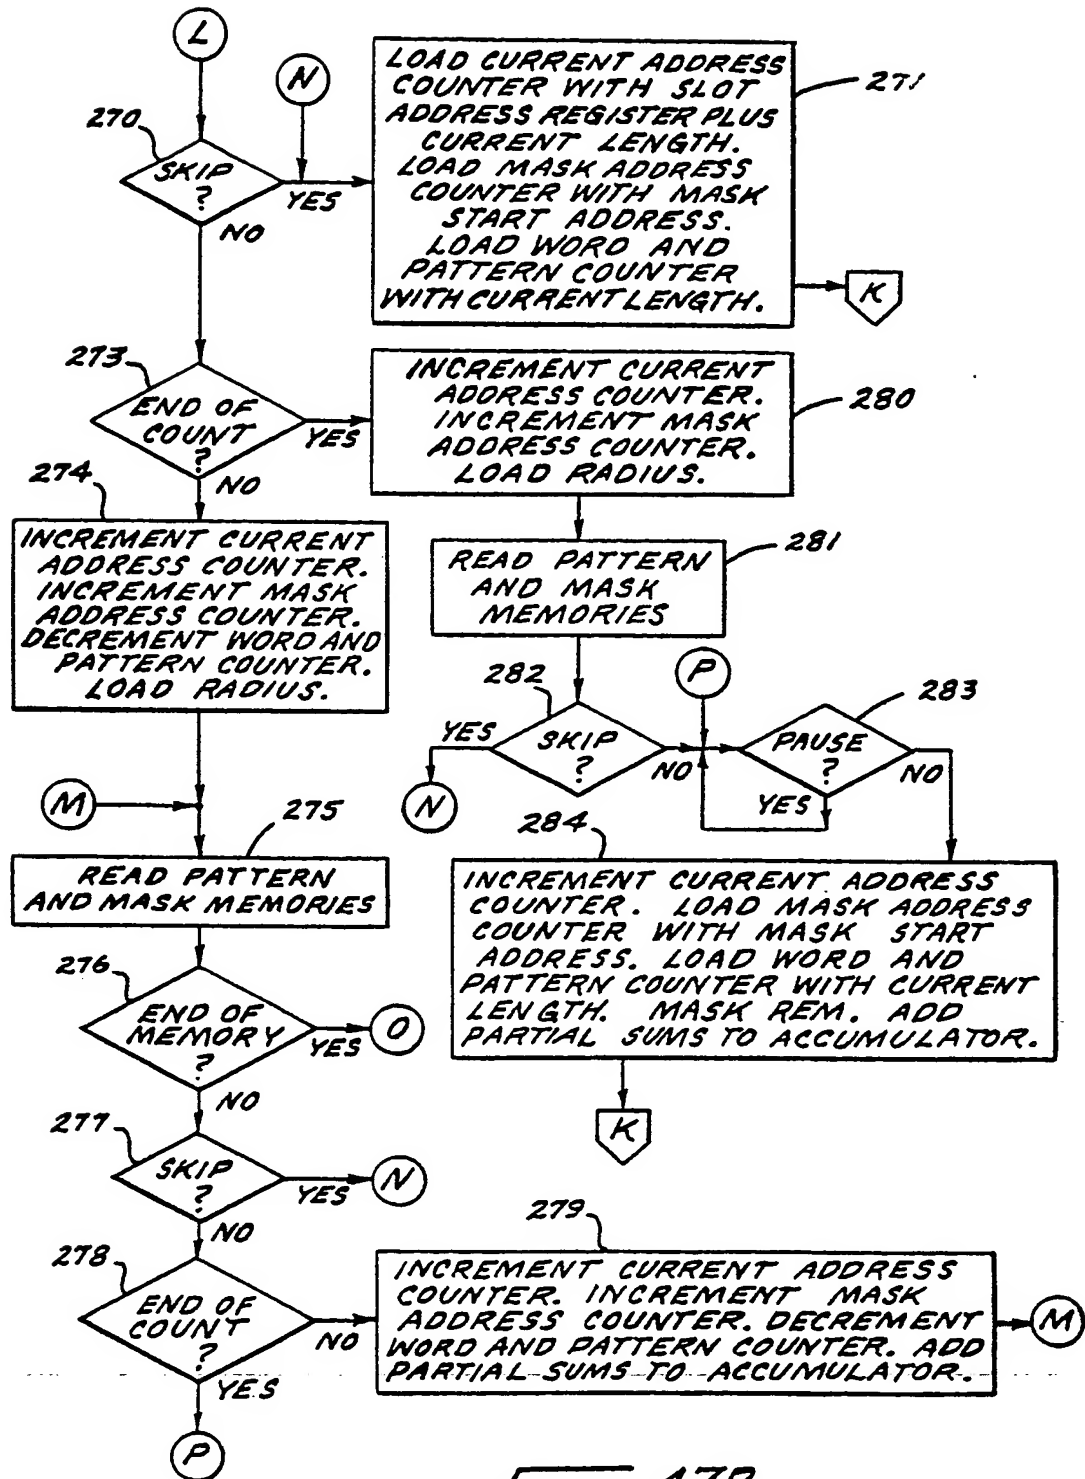 L
N
270
SKIP
?
YES
NO
LOAD CURRENT ADDRESS
COUNTER WITH SLOT
ADDRESS REGISTER PLUS
CURRENT LENGTH.
LOAD MASK ADDRESS
COUNTER WITH MASK
START ADDRESS.
LOAD WORD AND
PATTERN COUNTER
WITH CURRENT LENGTH.
271
K
273
END OF
COUNT
?
YES
NO
INCREMENT CURRENT
ADDRESS COUNTER.
INCREMENT MASK
ADDRESS COUNTER.
LOAD RADIUS.
280
274
INCREMENT CURRENT
ADDRESS COUNTER.
INCREMENT MASK
ADDRESS COUNTER.
DECREMENT WORD AND
PATTERN COUNTER.
LOAD RADIUS.
READ PATTERN
AND MASK
MEMORIES
281
282
YES
SKIP
?
NO
N
P
PAUSE
?
283
NO
YES
M
275
READ PATTERN
AND MASK MEMORIES
284
INCREMENT CURRENT ADDRESS
COUNTER. LOAD MASK ADDRESS
COUNTER WITH MASK START
ADDRESS. LOAD WORD AND
PATTERN COUNTER WITH CURRENT
LENGTH. MASK REM. ADD
PARTIAL SUMS TO ACCUMULATOR.
K
276
END OF
MEMORY
?
YES
O
NO
277
SKIP
?
YES
N
NO
278
END OF
COUNT
?
NO
YES
P
279
INCREMENT CURRENT ADDRESS
COUNTER. INCREMENT MASK
ADDRESS COUNTER. DECREMENT
WORD AND PATTERN COUNTER. ADD
PARTIAL SUMS TO ACCUMULATOR.
M